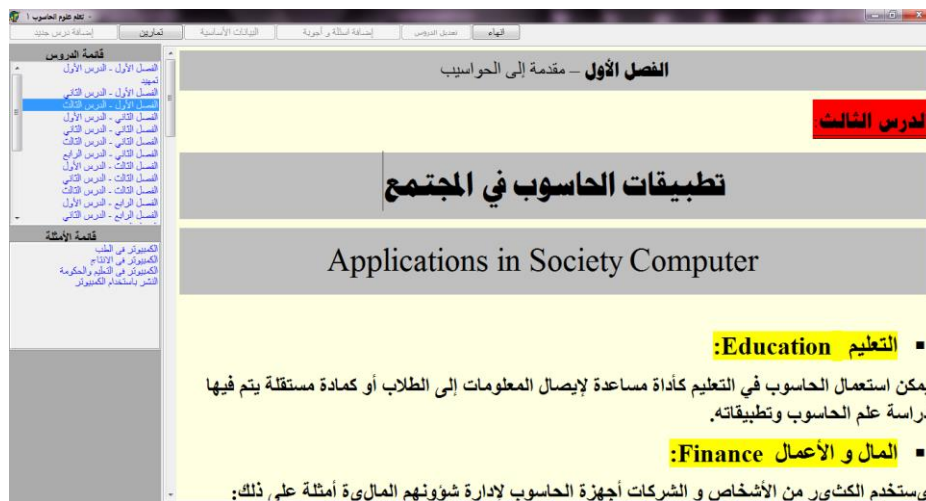 تعلم علوم الحاسوب ١
إضافة درس جديد
تمارين
البيانات الأساسية
إضافة اسئلة و أجوبة
تعديل الدروس
انهاء
قائمة الدروس
الفصل الأول - الدرس الأول
تمهيد
الفصل الأول - الدرس الثاني
الفصل الأول - الدرس الثالث
الفصل الثاني - الدرس الأول
الفصل الثاني - الدرس الثاني
الفصل الثاني - الدرس الثالث
الفصل الثاني - الدرس الرابع
الفصل الثالث - الدرس الأول
الفصل الثالث - الدرس الثاني
الفصل الثالث - الدرس الثالث
الفصل الرابع - الدرس الأول
الفصل الرابع - الدرس الثاني
قائمة الأمثلة
الكمبيوتر في الطب
الكمبيوتر في الانتاج
الكمبيوتر في التعليم والحكومة
النشر باستخدام الكمبيوتر
الفصل الأول – مقدمة إلى الحواسيب
الدرس الثالث
تطبيقات الحاسوب في المجتمع
Applications in Society Computer
▪ التعليم Education:
يمكن استعمال الحاسوب في التعليم كأداة مساعدة لإيصال المعلومات إلى الطلاب أو كمادة مستقلة يتم فيها
دراسة علم الحاسوب وتطبيقاته.
▪ المال و الأعمال Finance:
يستخدم الكثير من الأشخاص و الشركات أجهزة الحاسوب لإدارة شؤونهم المالية أمثلة على ذلك: